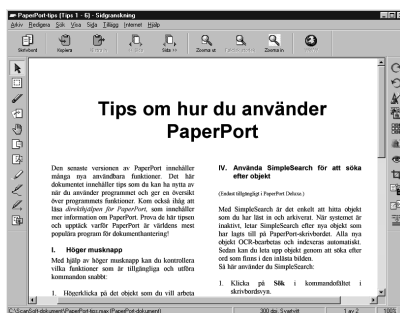 PaperPort-tips (Tips 1 - 6) - Sidgranskning
Arkiv Redigera Sök Visa Sida Tillägg Internet Hjälp
Skrivbord Kopiera Zooma ut Zooma in
Tips om hur du använder
PaperPort
Den senaste versionen av PaperPort innehåller
många nya användbara funktioner. Det här
dokumentet innehåller tips som du kan ha nytta av
när du använder programmet och ger en översikt
över programmets funktioner. Kom också ihåg att
läsa direkthjälpen för PaperPort, som innehåller
mer information om PaperPort. Prova de här tipsen
och upptäck varför PaperPort är världens mest
populära program för dokumenthantering!
I. Höger musknapp
Med hjälp av höger musknapp kan du kontrollera
vilka funktioner som är tillgängliga och utföra
kommandon snabbt:
1. Högerklicka på det objekt som du vill arbeta
IV. Använda SimpleSearch för att söka
efter objekt
(Endast tillgängligt i PaperPort Deluxe.)
Med SimpleSearch är det enkelt att hitta objekt
som du har läst in och arkiverat. När systemet är
inaktivt, letar SimpleSearch efter nya objekt som
har lagts till på PaperPort-skrivbordet. Alla nya
objekt OCR-bearbetas och indexeras automatiskt.
Sedan kan du leta upp objekt genom att söka efter
ord som finns i den inlästa bilden.
Så här använder du SimpleSearch:
1. Klicka på Sök i kommandofältet i
skrivbordsvyn.
C:\ScanSoft-dokument\PaperPort-tips.max (PaperPort-dokument) 300 dpi Svartvitt 1 av 2 100%